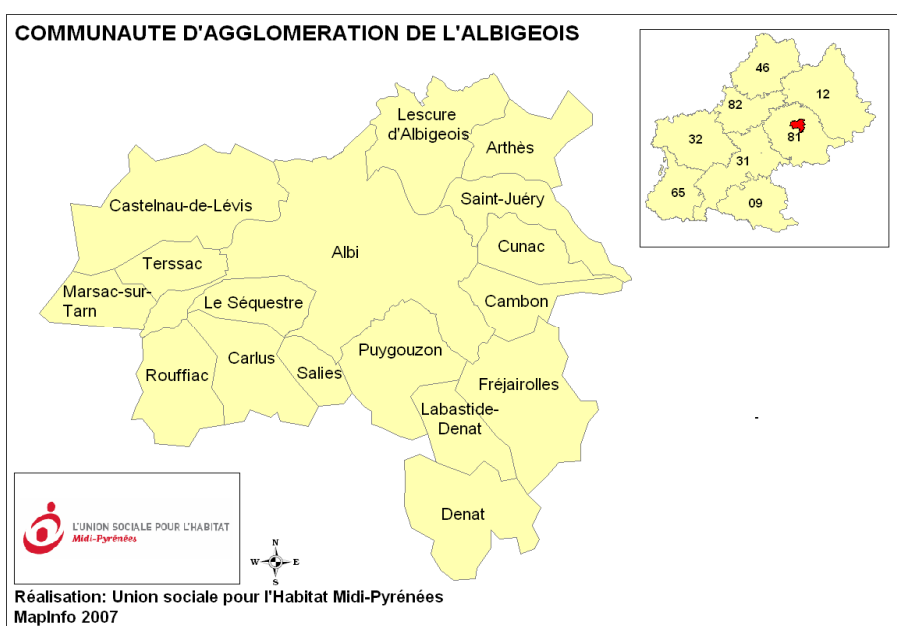 COMMUNAUTE D'AGGLOMERATION DE L'ALBIGEOIS
46
12
82
32
81
31
65
09
Lescure
d'Albigeois
Arthès
Saint-Juéry
Castelnau-de-Lévis
Cunac
Albi
Terssac
Marsac-sur-
Tarn
Le Séquestre
Cambon
Puygouzon
Carlus
Salies
Rouffiac
Fréjairolles
Labastide-
Denat
Denat
L'UNION SOCIALE POUR L'HABITAT
Midi-Pyrénées
N
W E
S
Réalisation: Union sociale pour l'Habitat Midi-Pyrénées
MapInfo 2007